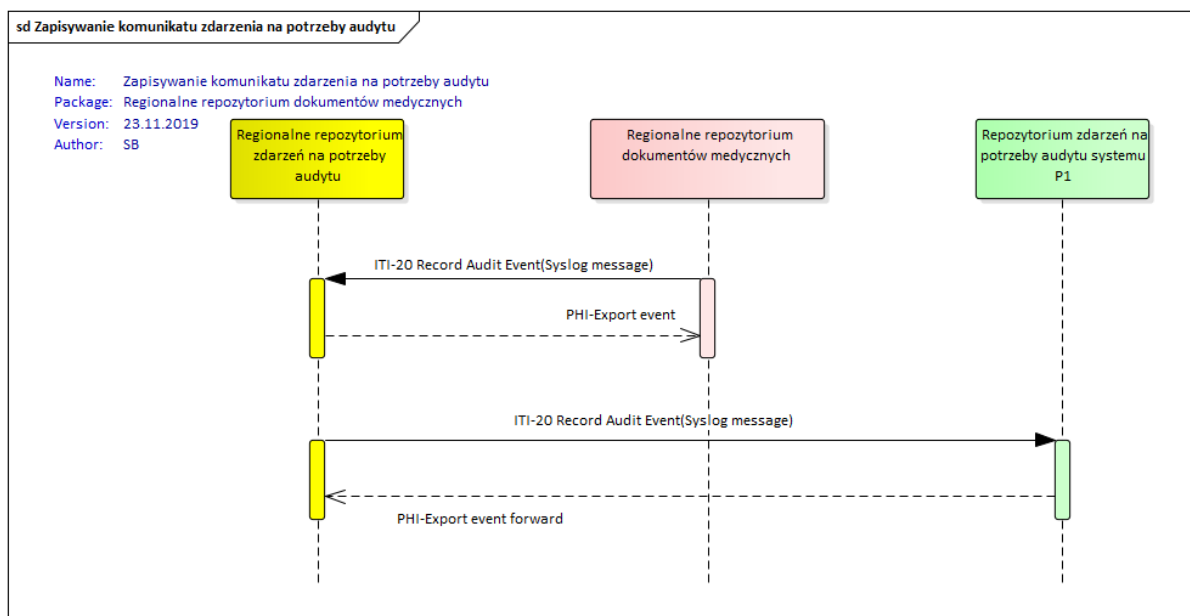 sd Zapisywanie komunikatu zdarzenia na potrzeby audytu
Name: Zapisywanie komunikatu zdarzenia na potrzeby audytu
Package: Regionalne repozytorium dokumentów medycznych
Version: 23.11.2019
Author: SB
Regionalne repozytorium
zdarzeń na potrzeby
audytu
Regionalne repozytorium
dokumentów medycznych
Repozytorium zdarzeń na
potrzeby audytu systemu
P1
ITI-20 Record Audit Event(Syslog message)
PHI-Export event
ITI-20 Record Audit Event(Syslog message)
PHI-Export event forward